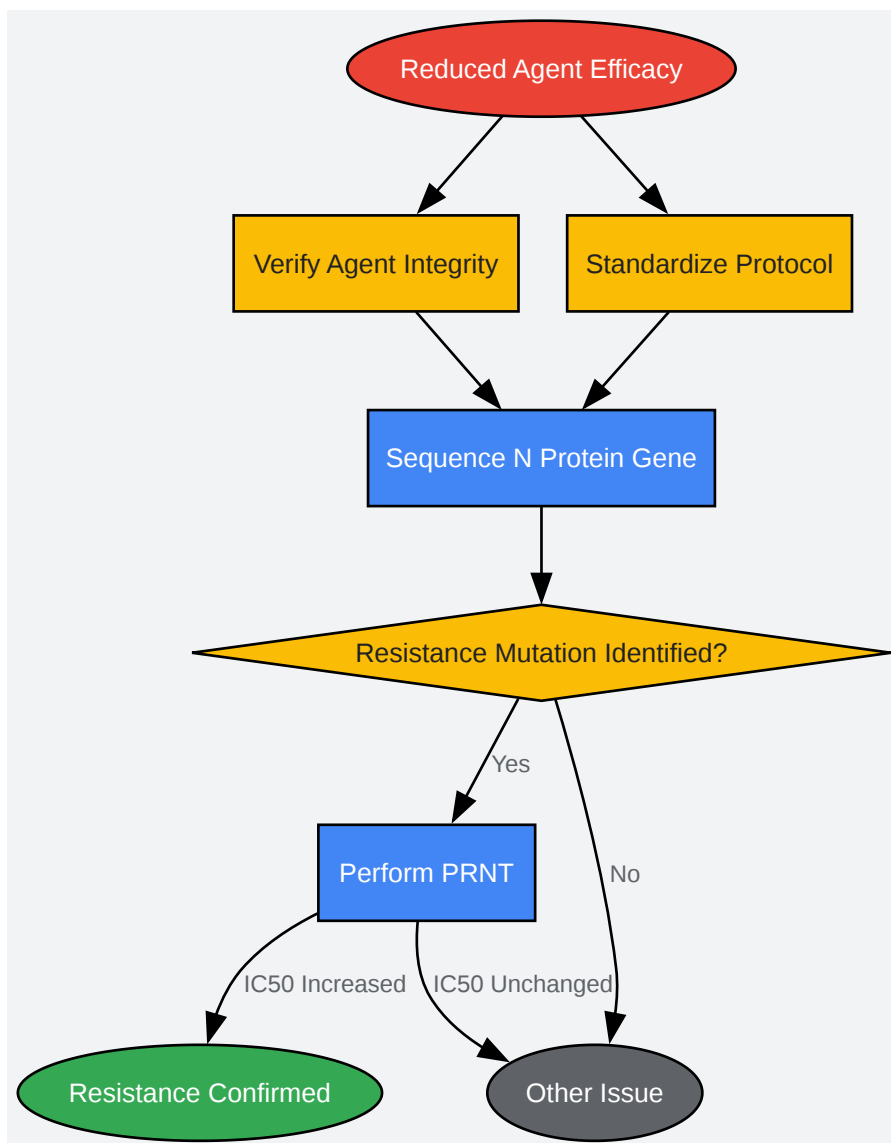 Reduced Agent Efficacy
Verify Agent Integrity
Standardize Protocol
Sequence N Protein Gene
Resistance Mutation Identified?
Yes
Perform PRNT
No
IC50 Increased
IC50 Unchanged
Resistance Confirmed
Other Issue